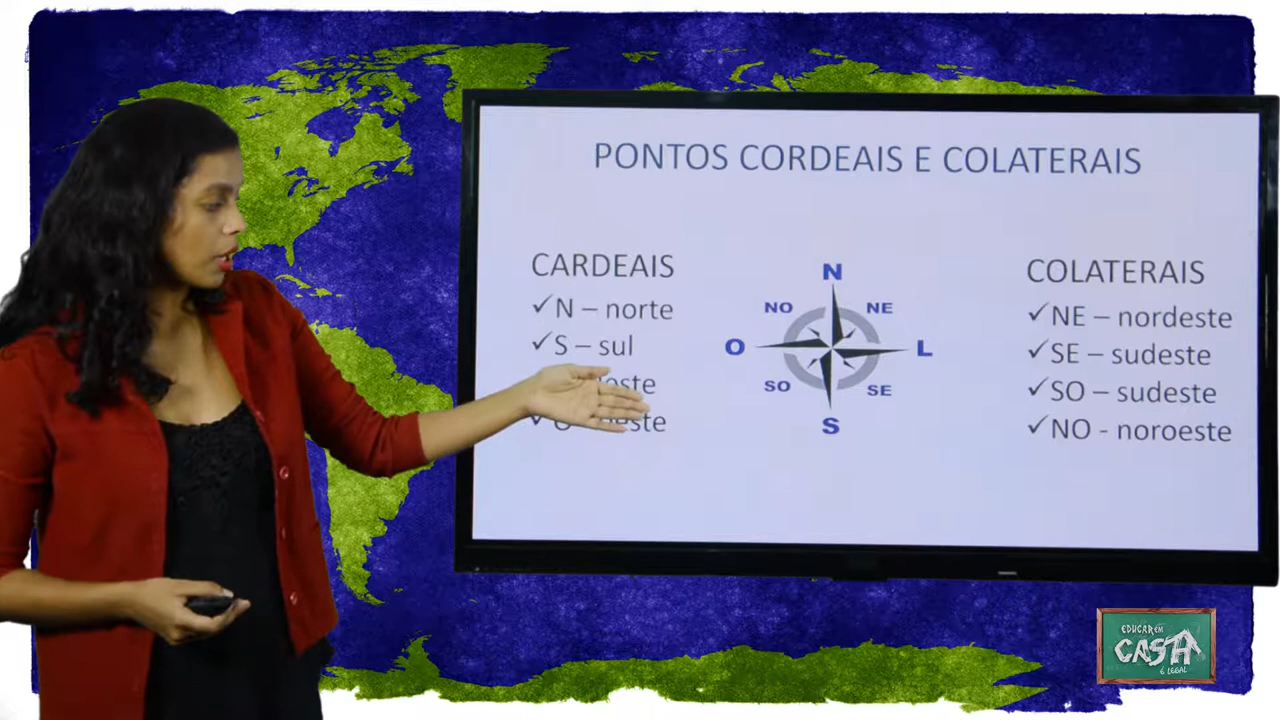 PONTOS CORDEAIS E COLATERAIS
CARDEAIS
✓N – norte
✓S – sul
✓O
COLATERAIS
✓NE – nordeste
✓SE – sudeste
✓SO – sudeste
✓NO - noroeste
N
NO NE
O L
SO SE
S
EDUCAR EM
CASA
É LEGAL